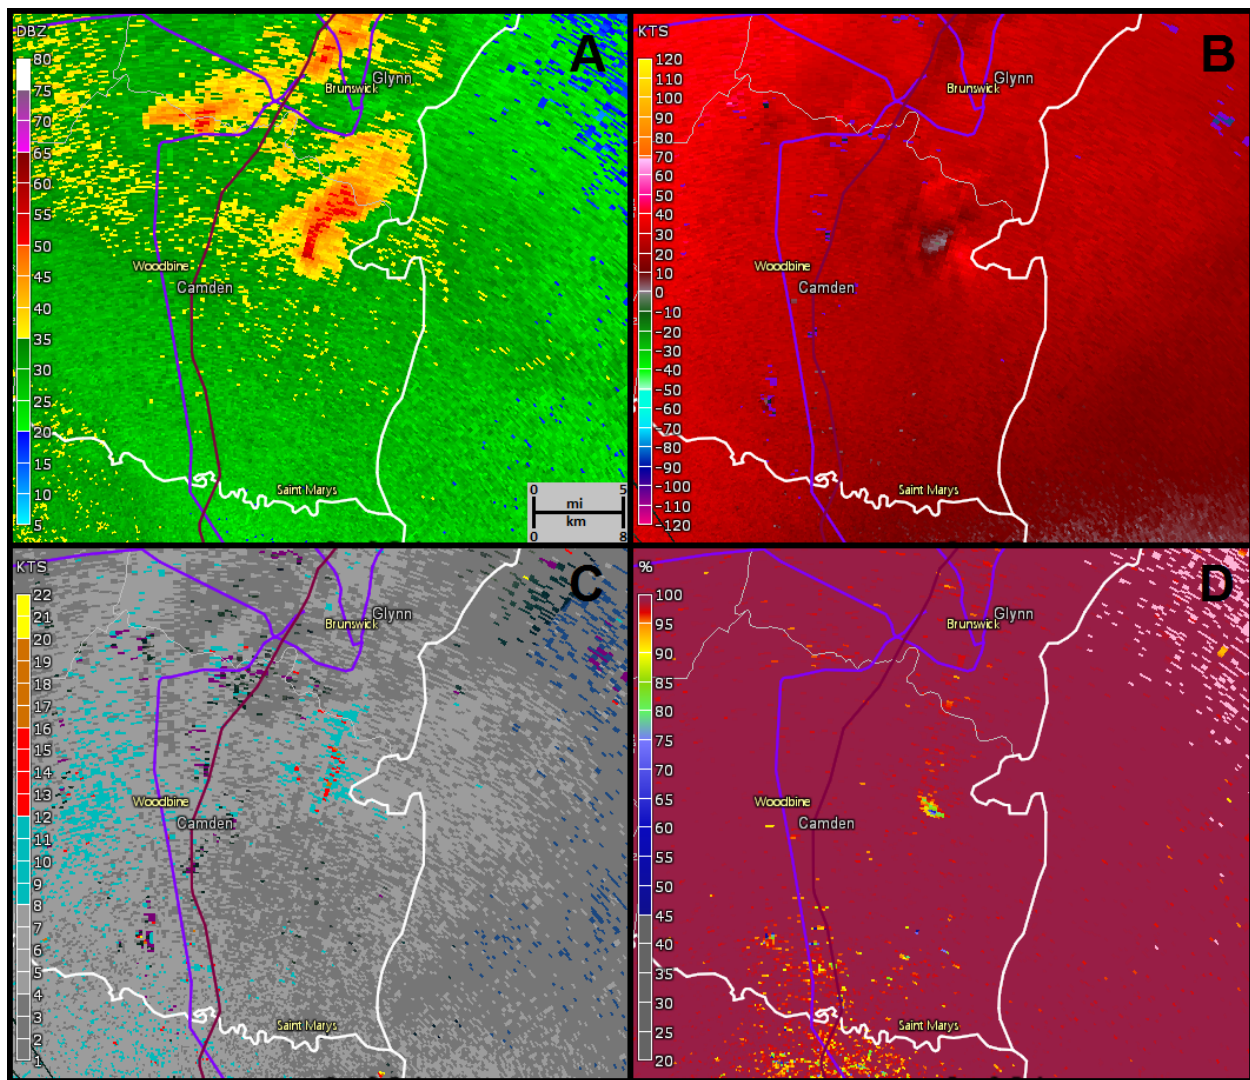 DBZ
A
80
75
70
65
60
55
50
45
40
35
30
25
20
15
10
5
Glynn
Brunswick
Woodbine
Camden
Saint Marys
0 5
mi
km
0 8
KTS
B
120
110
100
90
80
70
60
50
40
30
20
10
0
-10
-20
-30
-40
-50
-60
-70
-80
-90
-100
-110
-120
Glynn
Brunswick
Woodbine
Camden
Saint Marys
KTS
C
22
21
20
19
18
17
16
15
14
13
12
11
10
9
8
7
6
5
4
3
2
1
Glynn
Brunswick
Woodbine
Camden
Saint Marys
%
D
100
95
90
85
80
75
70
65
60
55
50
45
40
35
30
25
20
Glynn
Brunswick
Woodbine
Camden
Saint Marys